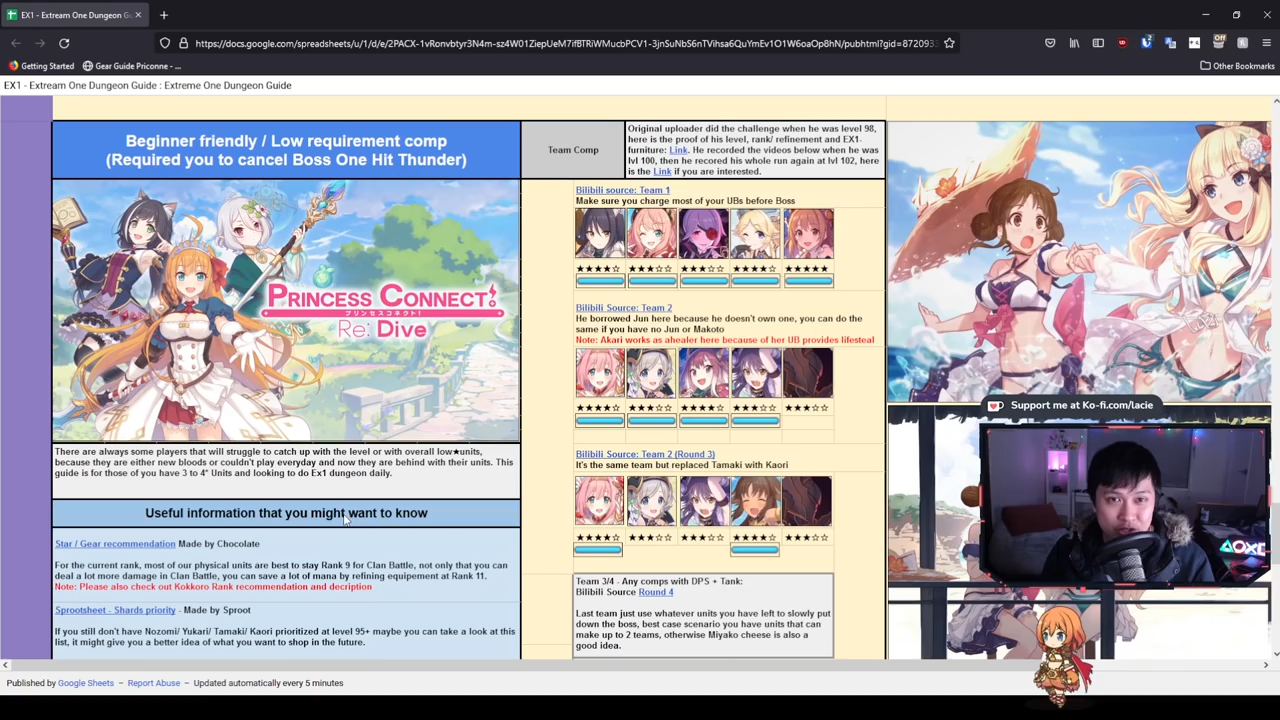 EX1 - Extream One Dungeon G
https://docs.google.com/spreadsheets/u/1/d/e/2PACX-1vRonvbtyr3N4m-sz4W01ZiepUeM7ifBTRiWMucbPCV1-3jnSuNbS6nTVihsa6QuYmEv1O1W6oaOp8hN/pubhtml?gid=87209
Off
Getting Started
Gear Guide Priconne - ...
Other Bookmarks
EX1 - Extream One Dungeon Guide : Extreme One Dungeon Guide
Beginner friendly / Low requirement comp
(Required you to cancel Boss One Hit Thunder)
Team Comp
Original uploader did the challenge when he was level 98,
here is the proof of his level, rank/ refinement and EX1-
furniture: Link. He recorded the videos below when he was
lvl 100, then he recored his whole run again at lvl 102, here
is the Link if you are interested.
PRINCESS CONNECT!
プリンセスコネクト!
Re: Dive
There are always some players that will struggle to catch up with the level or with overall low★units,
because they are either new bloods or couldn't play everyday and now they are behind with their units. This
guide is for those of you have 3 to 4* Units and looking to do Ex1 dungeon daily.
Useful information that you might want to know
Star / Gear recommendation Made by Chocolate
For the current rank, most of our physical units are best to stay Rank 9 for Clan Battle, not only that you can
deal a lot more damage in Clan Battle, you can save a lot of mana by refining equipement at Rank 11.
Note: Please also check out Kokkoro Rank recommendation and decription
Sprootsheet - Shards priority - Made by Sproot
If you still don't have Nozomi/ Yukari/ Tamaki/ Kaori prioritized at level 95+ maybe you can take a look at this
list, it might give you a better idea of what you want to shop in the future.
Bilibili source: Team 1
Make sure you charge most of your UBs before Boss
★★★★☆ ★★★☆☆ ★★★☆☆ ★★★★☆ ★★★★★
Bilibili Source: Team 2
He borrowed Jun here because he doesn't own one, you can do the
same if you have no Jun or Makoto
Note: Akari works as ahealer here because of her UB provides lifesteal
★★★★☆ ★★★☆☆ ★★★★☆ ★★★☆☆ ★★★☆☆
Bilibili Source: Team 2 (Round 3)
It's the same team but replaced Tamaki with Kaori
★★★★☆ ★★★☆☆ ★★★☆☆ ★★★★☆ ★★★☆☆
Team 3/4 - Any comps with DPS + Tank:
Bilibili Source Round 4
Last team just use whatever units you have left to slowly put
down the boss, best case scenario you have units that can
make up to 2 teams, otherwise Miyako cheese is also a
good idea.
Support me at Ko-fi.com/lacie
Published by Google Sheets – Report Abuse – Updated automatically every 5 minutes